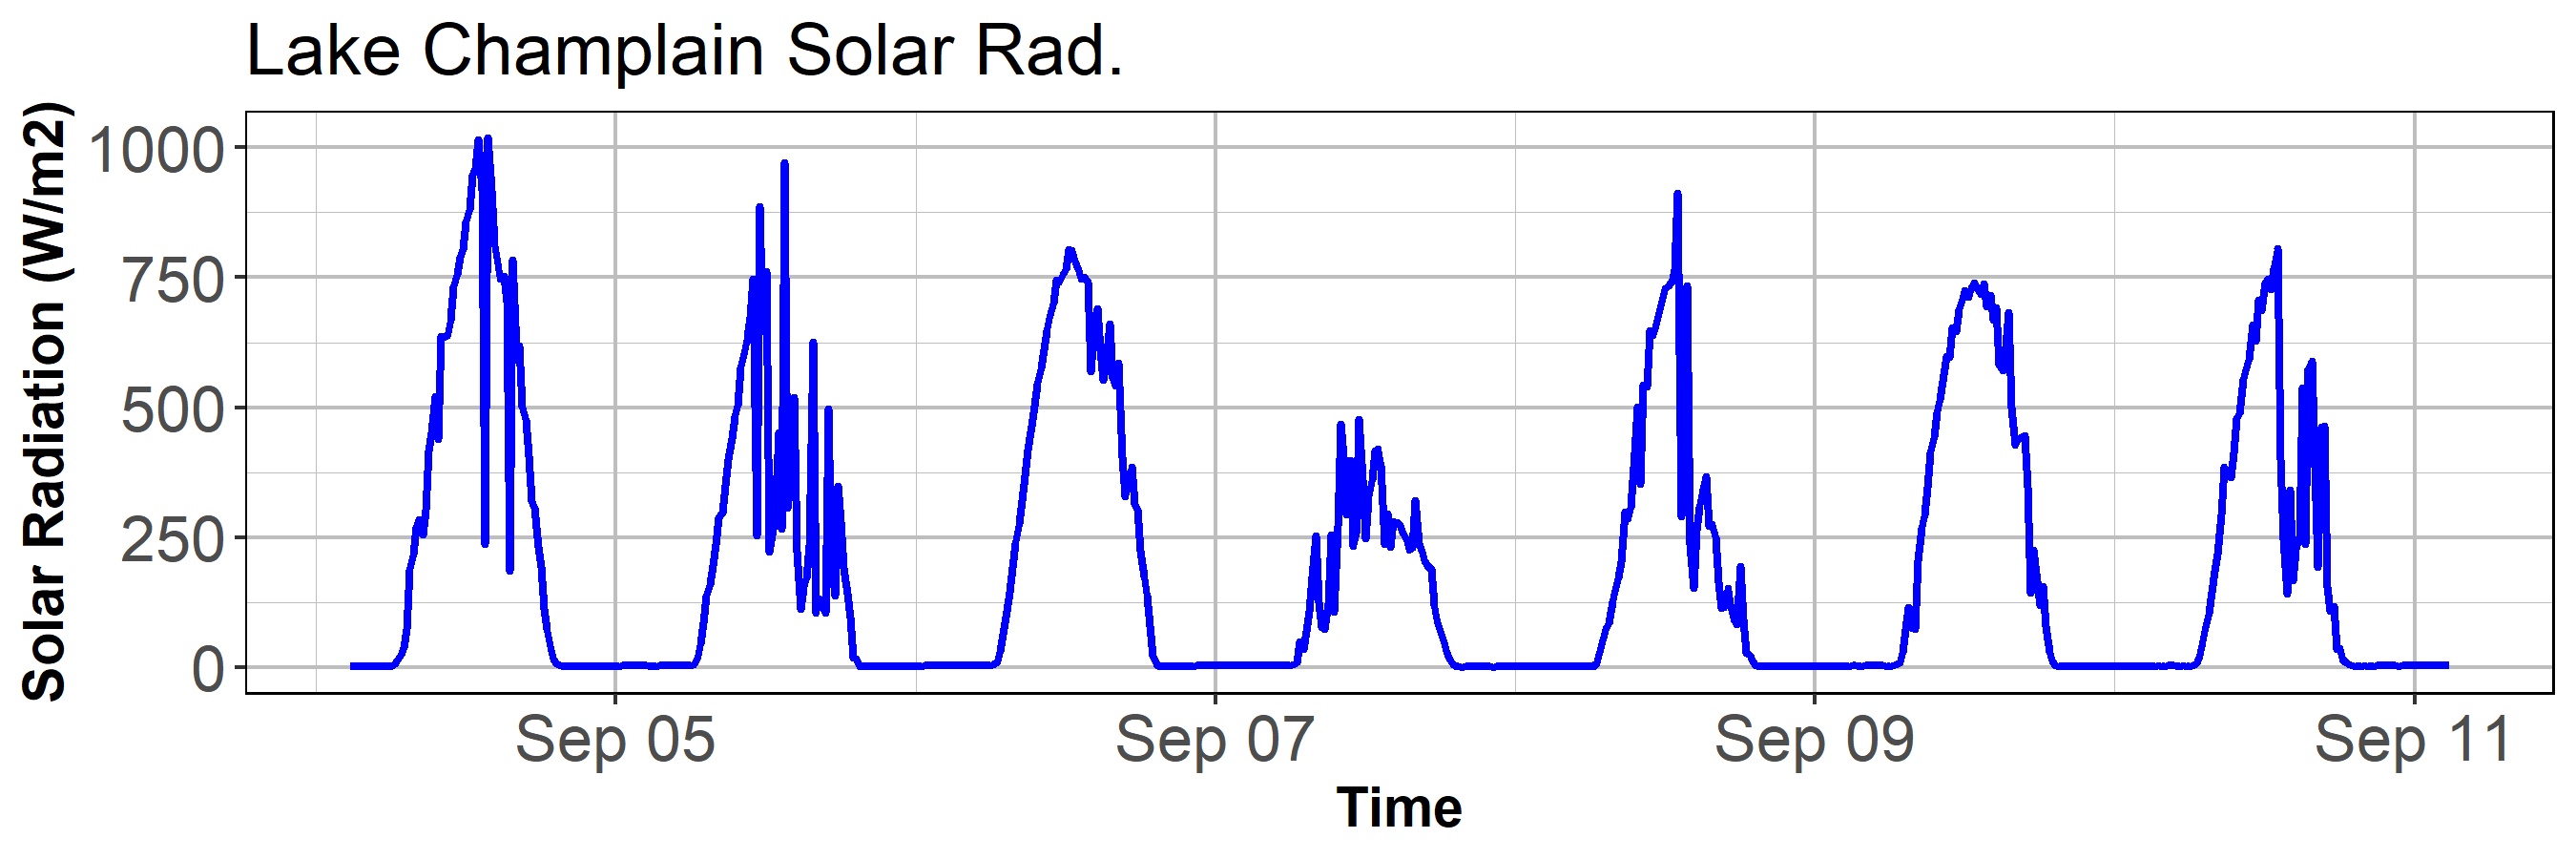 Lake Champlain Solar Rad.
Solar Radiation (W/m2)
1000
750
500
250
0
Sep 05
Sep 07
Sep 09
Sep 11
Time